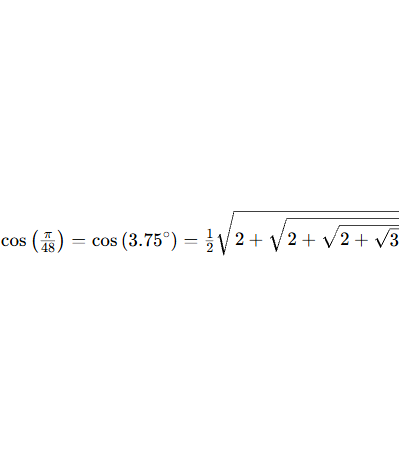 cos(π/48) = cos(3.75°) = 1/2√(2 + √(2 + √(2 + √3)))